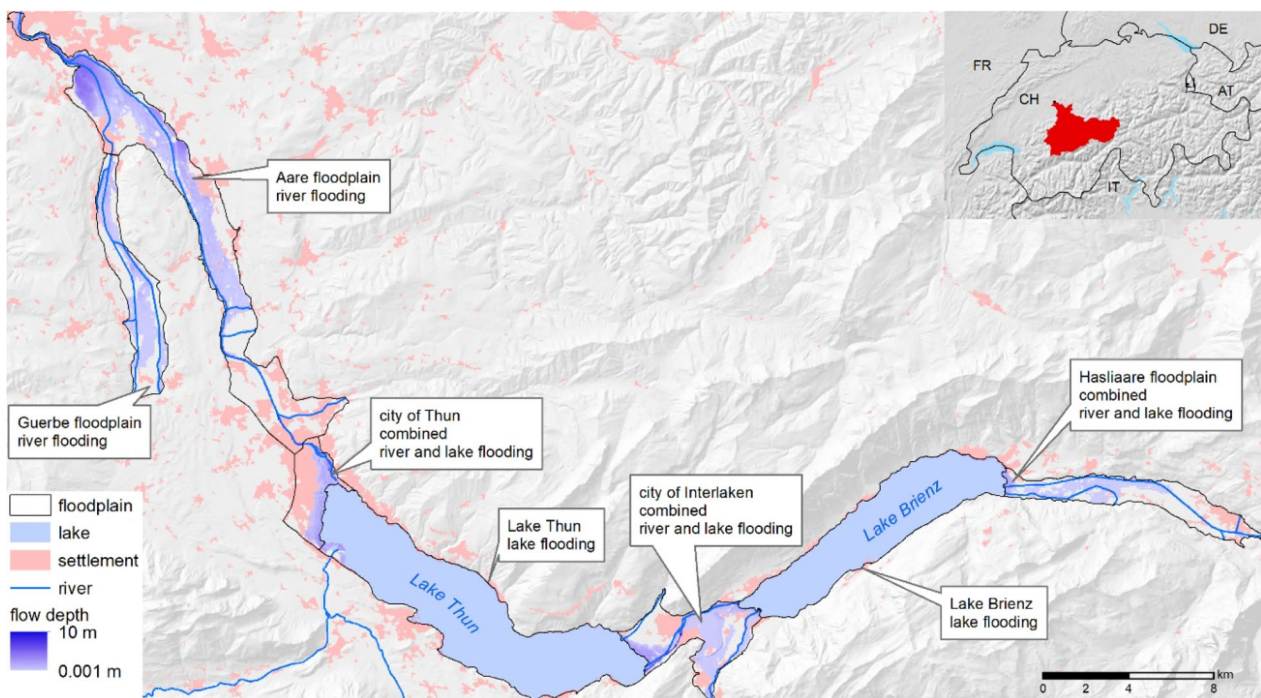 DE
FR
CH
AT
IT
Aare floodplain
river flooding
Guerbe floodplain
river flooding
city of Thun
combined
river and lake flooding
Hasliaare floodplain
combined
river and lake flooding
city of Interlaken
combined
river and lake flooding
Lake Thun
lake flooding
Lake Brienz
Lake Thun
Lake Brienz
lake flooding
floodplain
lake
settlement
river
flow depth
10 m
0.001 m
km
0 2 4 8